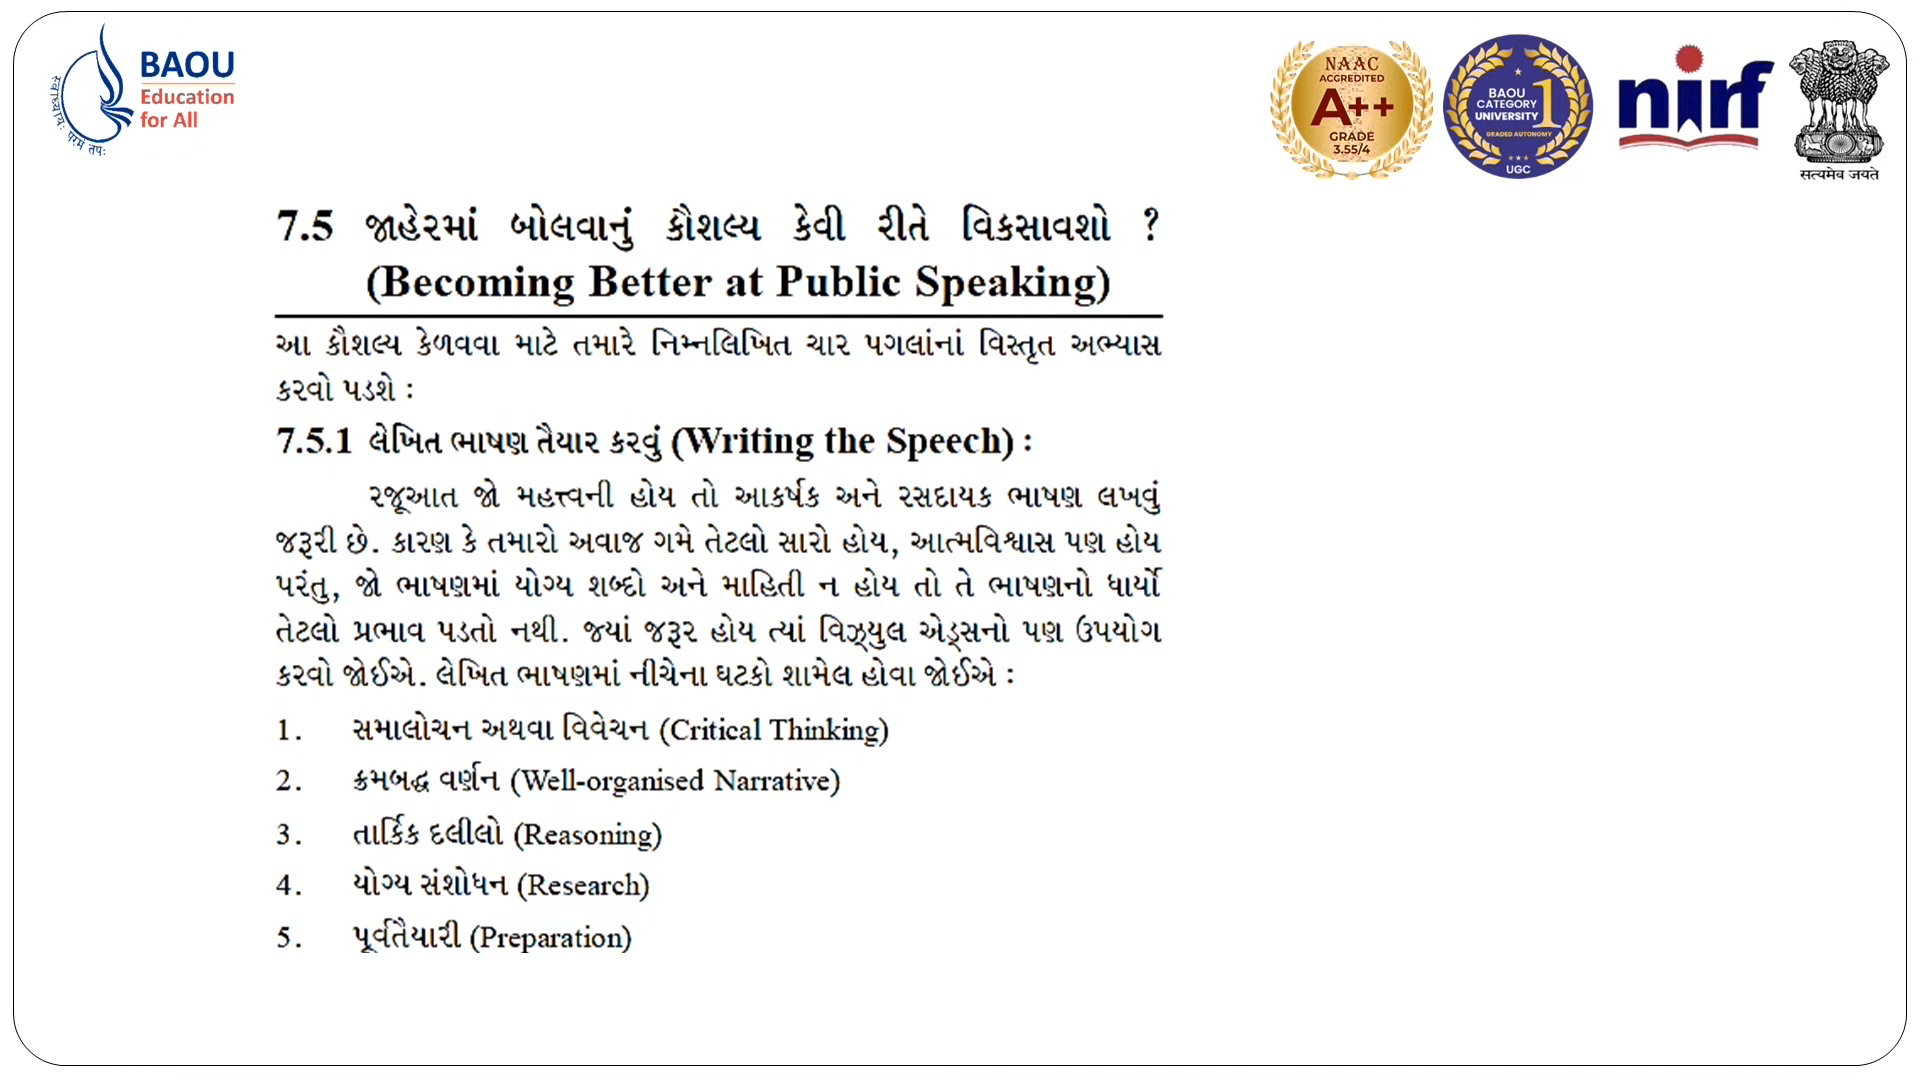 BAOU
Education
for All
स्वाध्यायः परमं तपः
NAAC
ACCREDITED
A++
GRADE
3.55/4
BAOU
CATEGORY 1
UNIVERSITY
GRADED AUTONOMY
UGC
nirf
सत्यमेव जयते
7.5 જાહેરમાં બોલવાનું કૌશલ્ય કેવી રીતે વિકસાવશો ?
(Becoming Better at Public Speaking)
આ કૌશલ્ય કેળવવા માટે તમારે નિમ્નલિખિત ચાર પગલાંનાં વિસ્તૃત અભ્યાસ
કરવો પડશે :
7.5.1 લેખિત ભાષણ તૈયાર કરવું (Writing the Speech) :
રજૂઆત જો મહત્ત્વની હોય તો આકર્ષક અને રસદાયક ભાષણ લખવું
જરૂરી છે. કારણ કે તમારો અવાજ ગમે તેટલો સારો હોય, આત્મવિશ્વાસ પણ હોય
પરંતુ, જો ભાષણમાં યોગ્ય શબ્દો અને માહિતી ન હોય તો તે ભાષણનો ધાર્યો
તેટલો પ્રભાવ પડતો નથી. જ્યાં જરૂર હોય ત્યાં વિઝ્યુલ એડ્સનો પણ ઉપયોગ
કરવો જોઈએ. લેખિત ભાષણમાં નીચેના ઘટકો શામેલ હોવા જોઈએ :
1. સમાલોચન અથવા વિવેચન (Critical Thinking)
2. ક્રમબદ્ધ વર્ણન (Well-organised Narrative)
3. તાર્કિક દલીલો (Reasoning)
4. યોગ્ય સંશોધન (Research)
5. પૂર્વતૈયારી (Preparation)